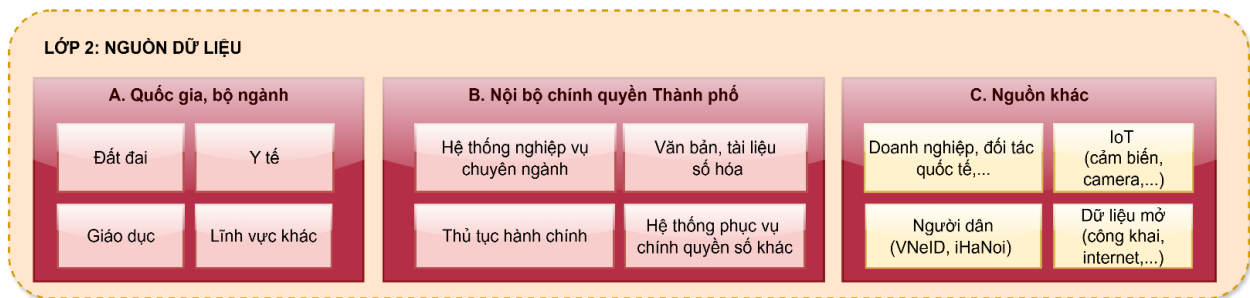 LỚP 2: NGUỒN DỮ LIỆU
A. Quốc gia, bộ ngành
Đất đai
Y tế
Giáo dục
Lĩnh vực khác
B. Nội bộ chính quyền Thành phố
Hệ thống nghiệp vụ
chuyên ngành
Văn bản, tài liệu
số hóa
Thủ tục hành chính
Hệ thống phục vụ
chính quyền số khác
C. Nguồn khác
Doanh nghiệp, đối tác
quốc tế,...
IoT
(cảm biến,
camera,...)
Người dân
(VNeID, iHaNoi)
Dữ liệu mở
(công khai,
internet,...)